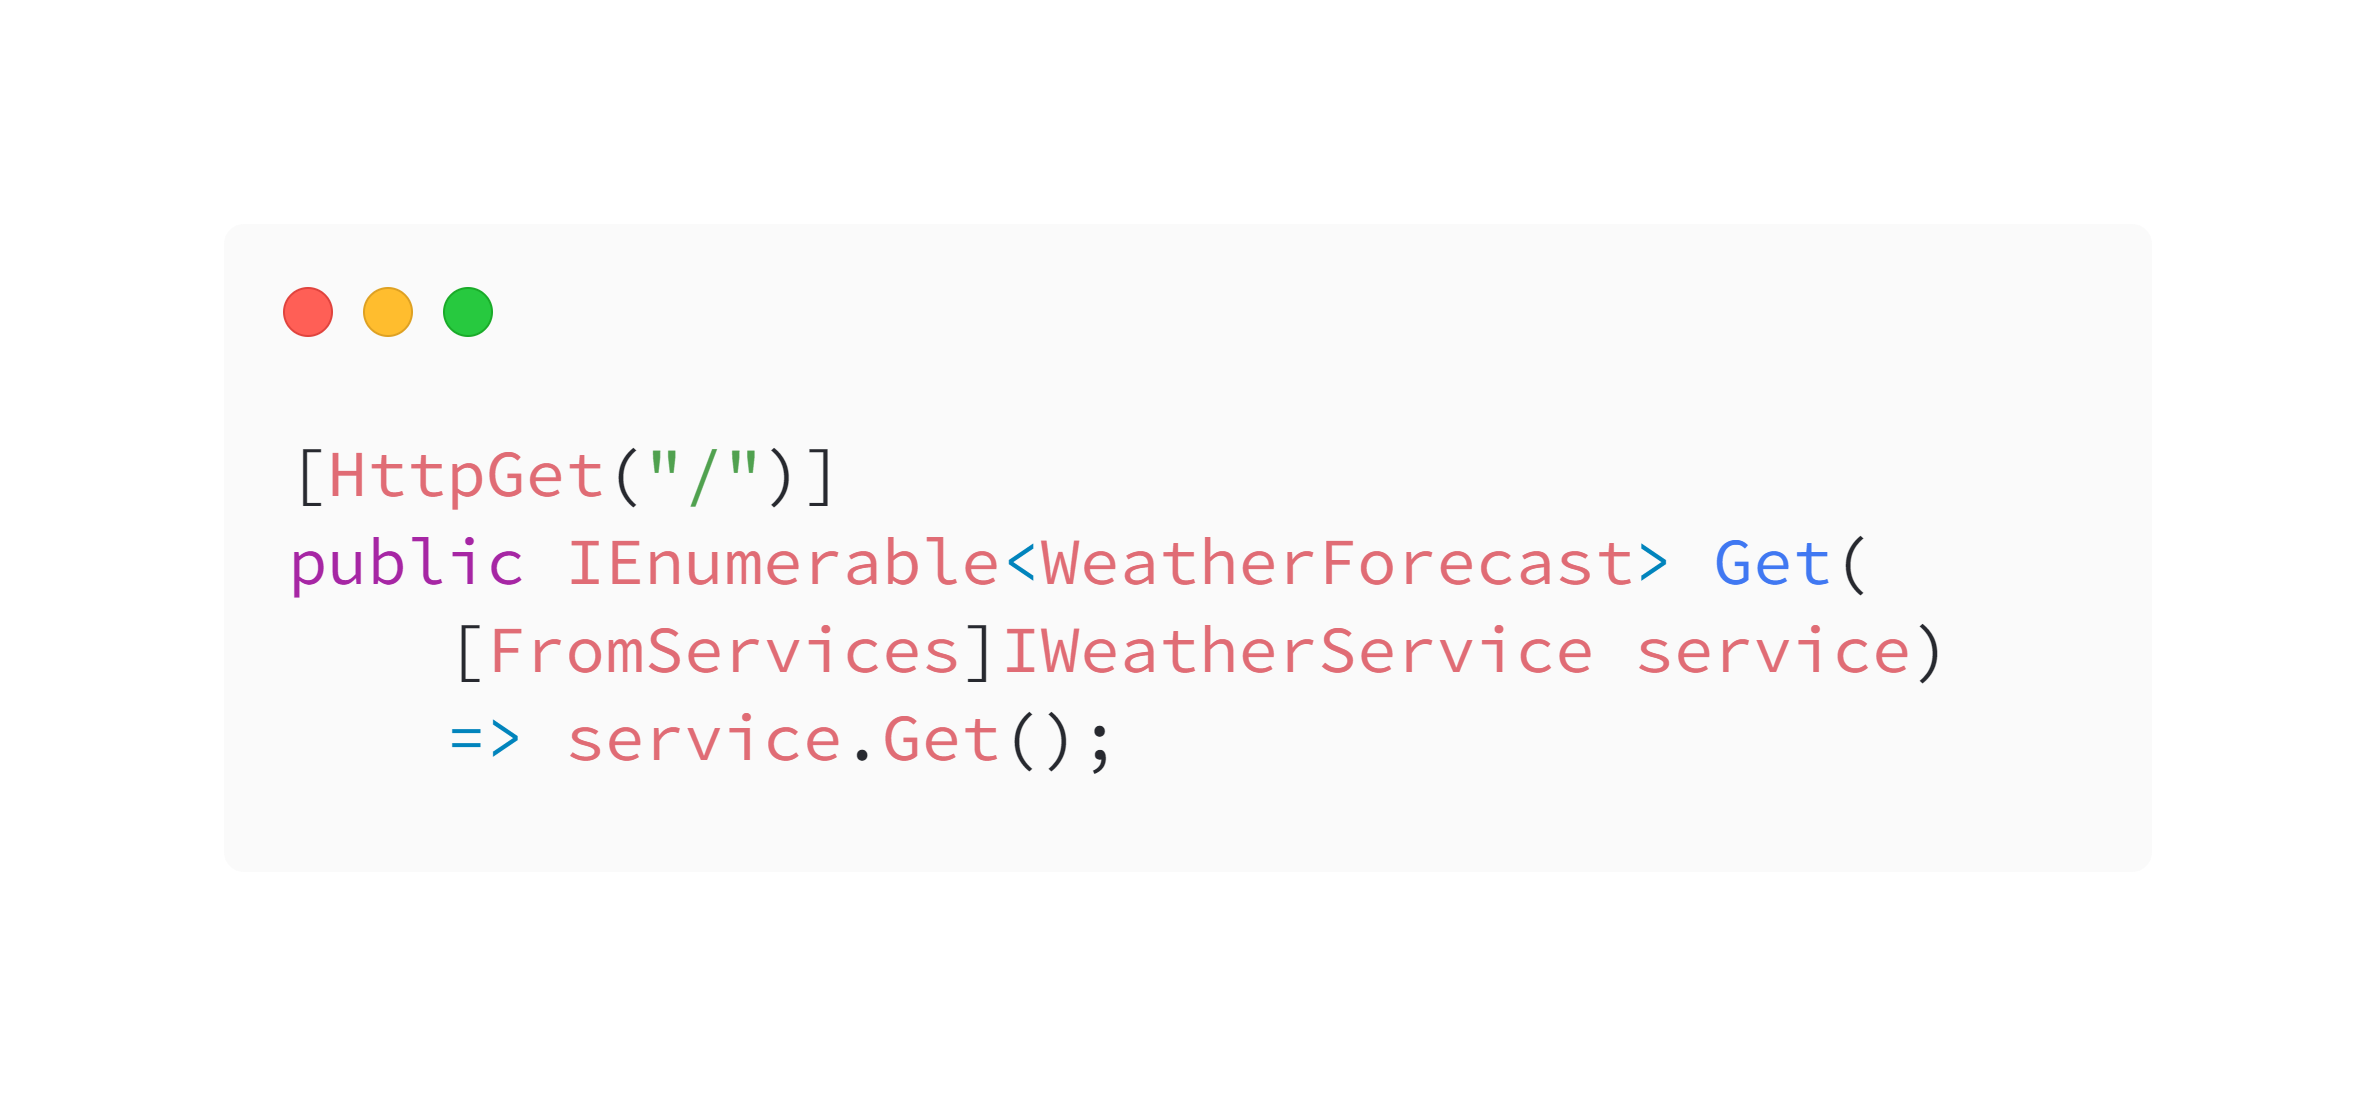 [HttpGet("/")]
public IEnumerable<WeatherForecast> Get(
    [FromServices]IWeatherService service)
    => service.Get();